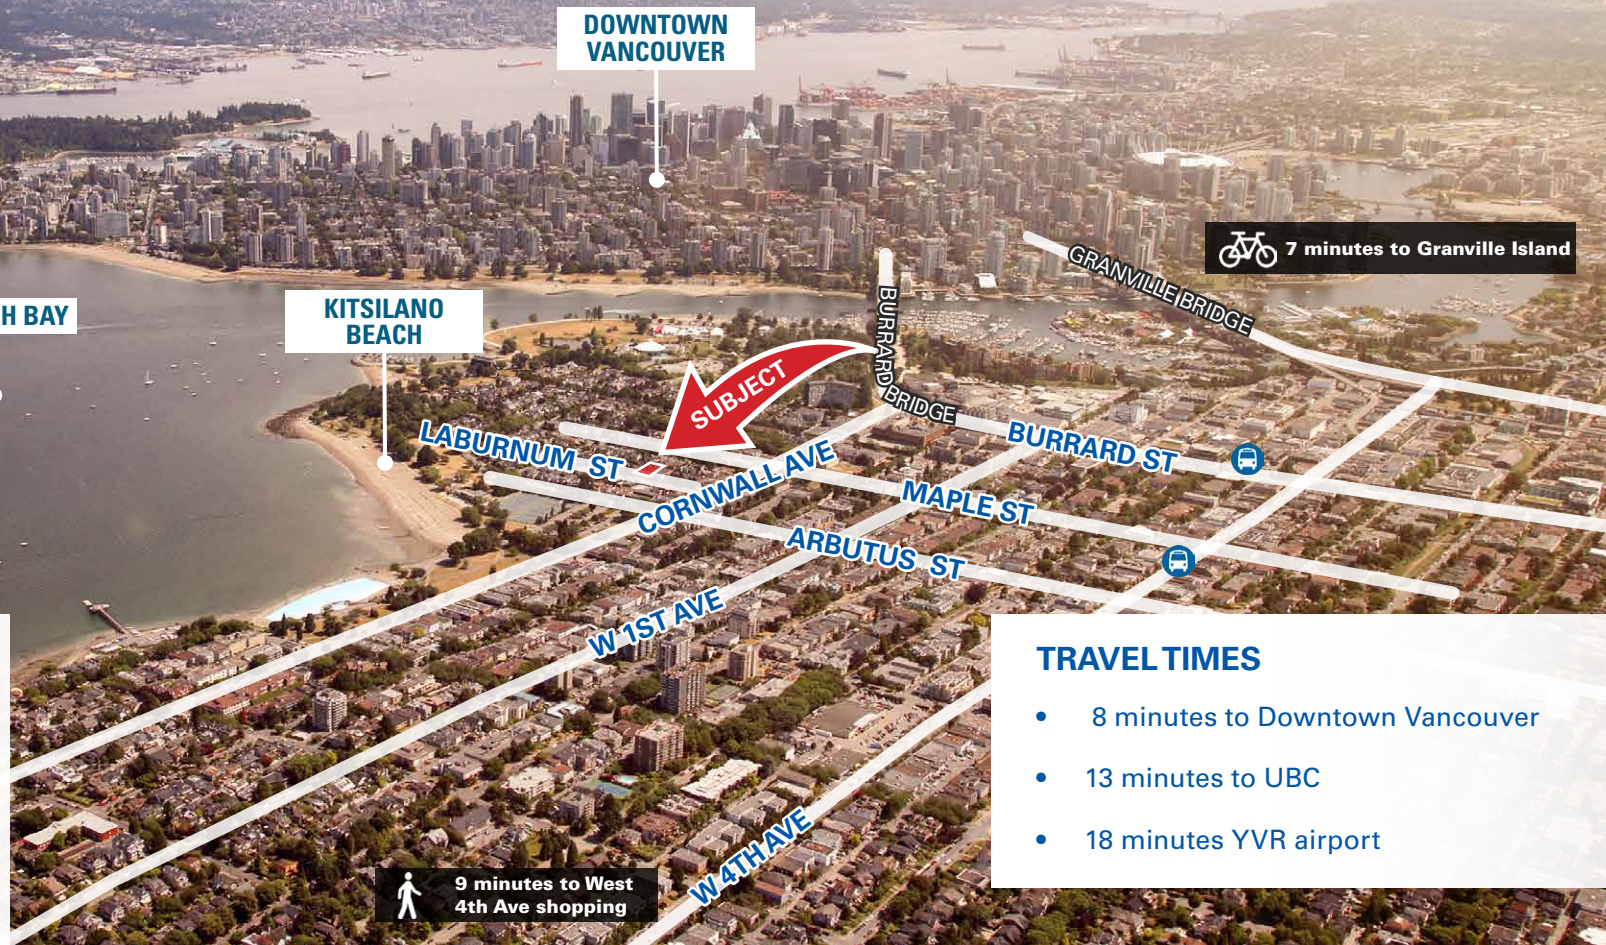 DOWNTOWN
VANCOUVER
7 minutes to Granville Island
GRANVILLE BRIDGE
H BAY
KITSILANO
BEACH
BURRARD BRIDGE
SUBJECT
LABURNUM ST
BURRARD ST
CORNWALL AVE
MAPLE ST
ARBUTUS ST
W 1ST AVE
TRAVEL TIMES
• 8 minutes to Downtown Vancouver
• 13 minutes to UBC
• 18 minutes YVR airport
W 4TH AVE
9 minutes to West
4th Ave shopping